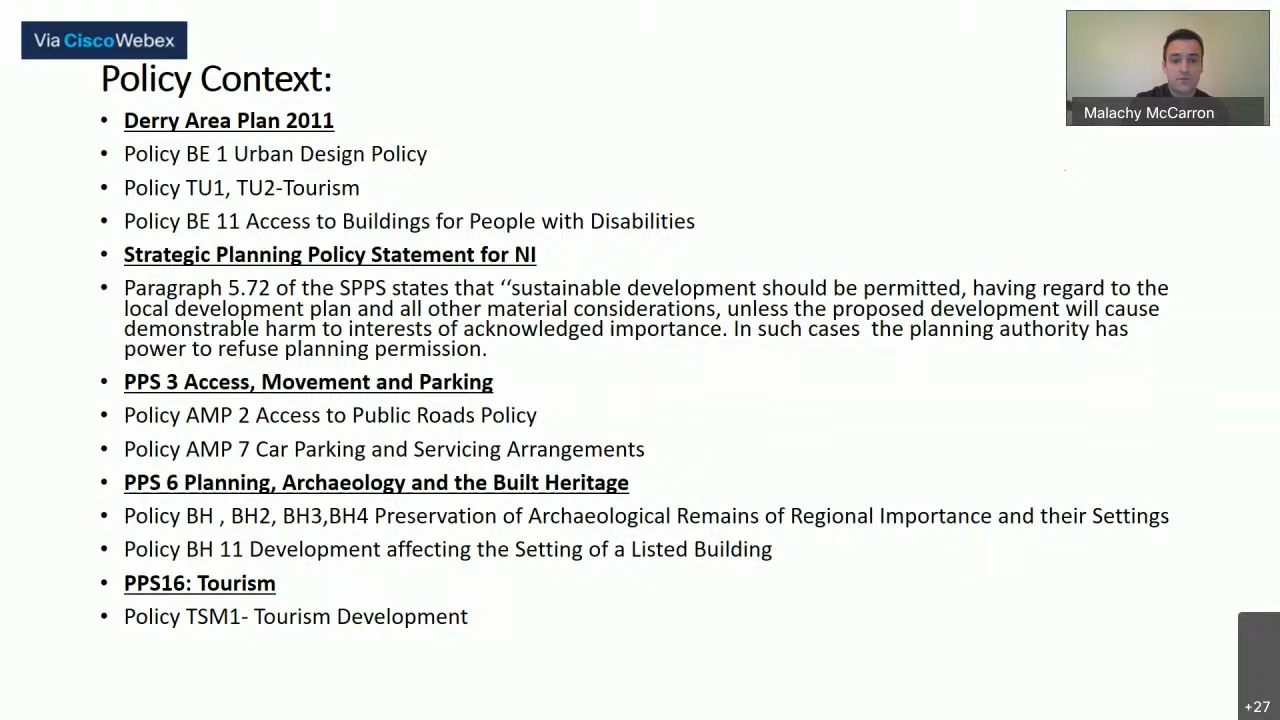 Via CiscoWebex
Policy Context:
Malachy McCarron
• Derry Area Plan 2011
• Policy BE 1 Urban Design Policy
• Policy TU1, TU2-Tourism
• Policy BE 11 Access to Buildings for People with Disabilities
• Strategic Planning Policy Statement for NI
• Paragraph 5.72 of the SPPS states that ‘‘sustainable development should be permitted, having regard to the
local development plan and all other material considerations, unless the proposed development will cause
demonstrable harm to interests of acknowledged importance. In such cases  the planning authority has
power to refuse planning permission.
• PPS 3 Access, Movement and Parking
• Policy AMP 2 Access to Public Roads Policy
• Policy AMP 7 Car Parking and Servicing Arrangements
• PPS 6 Planning, Archaeology and the Built Heritage
• Policy BH , BH2, BH3,BH4 Preservation of Archaeological Remains of Regional Importance and their Settings
• Policy BH 11 Development affecting the Setting of a Listed Building
• PPS16: Tourism
• Policy TSM1- Tourism Development
+27